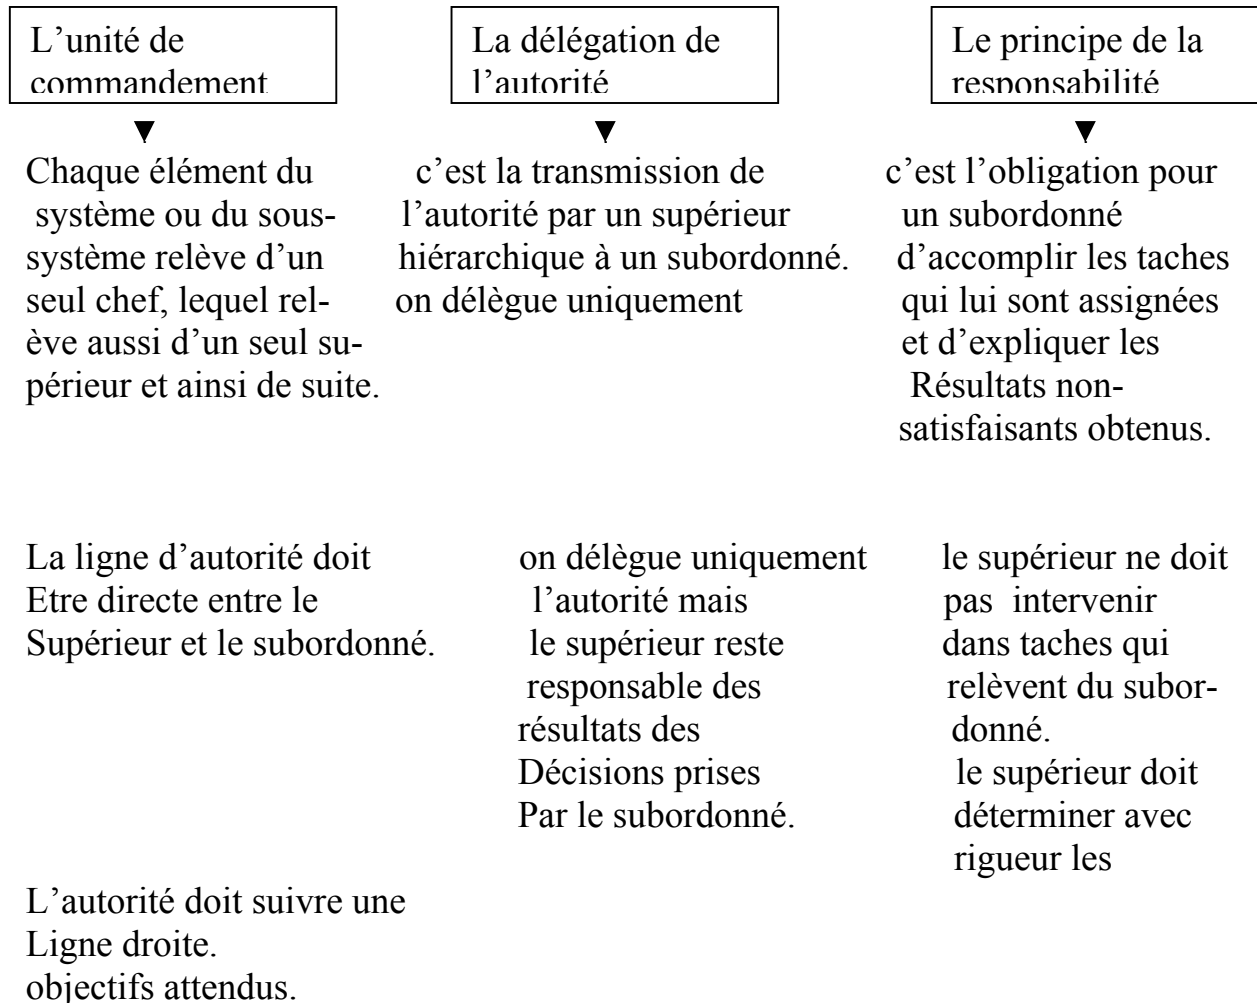 L’unité de
commandement
Chaque élément du
système ou du sous-
système relève d’un
seul chef, lequel rel-
ève aussi d’un seul su-
périeur et ainsi de suite.
La ligne d’autorité doit
Etre directe entre le
Supérieur et le subordonné.
L’autorité doit suivre une
Ligne droite.
objectifs attendus.
La délégation de
l’autorité
c’est la transmission de
l’autorité par un supérieur
hiérarchique à un subordonné.
on délègue uniquement
on délègue uniquement
l’autorité mais
le supérieur reste
responsable des
résultats des
Décisions prises
Par le subordonné.
Le principe de la
responsabilité
c’est l’obligation pour
un subordonné
d’accomplir les taches
qui lui sont assignées
et d’expliquer les
Résultats non-
satisfaisants obtenus.
le supérieur ne doit
pas intervenir
dans taches qui
relèvent du subor-
donné.
le supérieur doit
déterminer avec
rigueur les